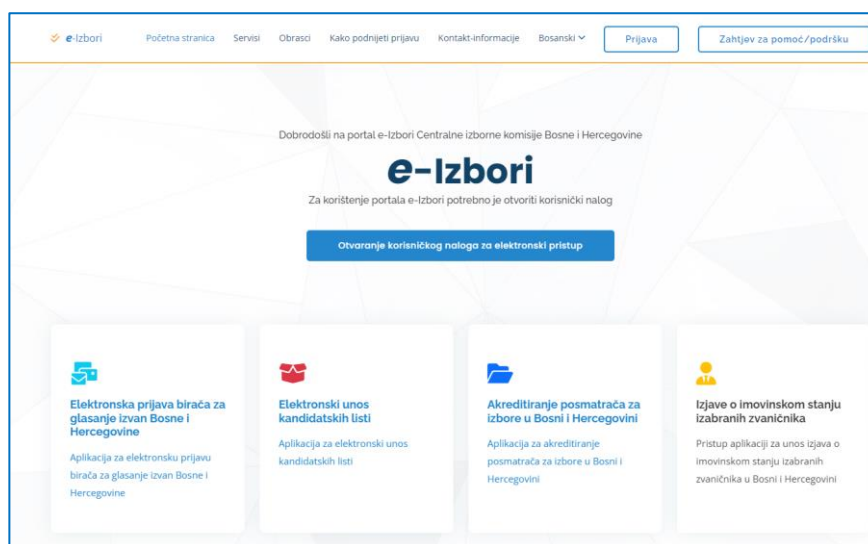 e-Izbori
Početna stranica
Servisi
Obrasci
Kako podnijeti prijavu
Kontakt-informacije
Bosanski
Prijava
Zahtjev za pomoć/podršku
Dobrodošli na portal e-Izbori Centralne izborne komisije Bosne i Hercegovine
e-Izbori
Za korištenje portala e-Izbori potrebno je otvoriti korisnički nalog
Otvaranje korisničkog naloga za elektronski pristup
Elektronska prijava birača za
glasanje izvan Bosne i
Hercegovine
Aplikacija za elektronsku prijavu
birača za glasanje izvan Bosne i
Hercegovine
Elektronski unos
kandidatskih listi
Aplikacija za elektronski unos
kandidatskih listi
Akreditiranje posmatrača za
izbore u Bosni i Hercegovini
Aplikacija za akreditiranje
posmatrača za izbore u Bosni i
Hercegovini
Izjave o imovinskom stanju
izabranih zvaničnika
Pristup aplikaciji za unos izjava o
imovinskom stanju izabranih
zvaničnika u Bosni i Hercegovini